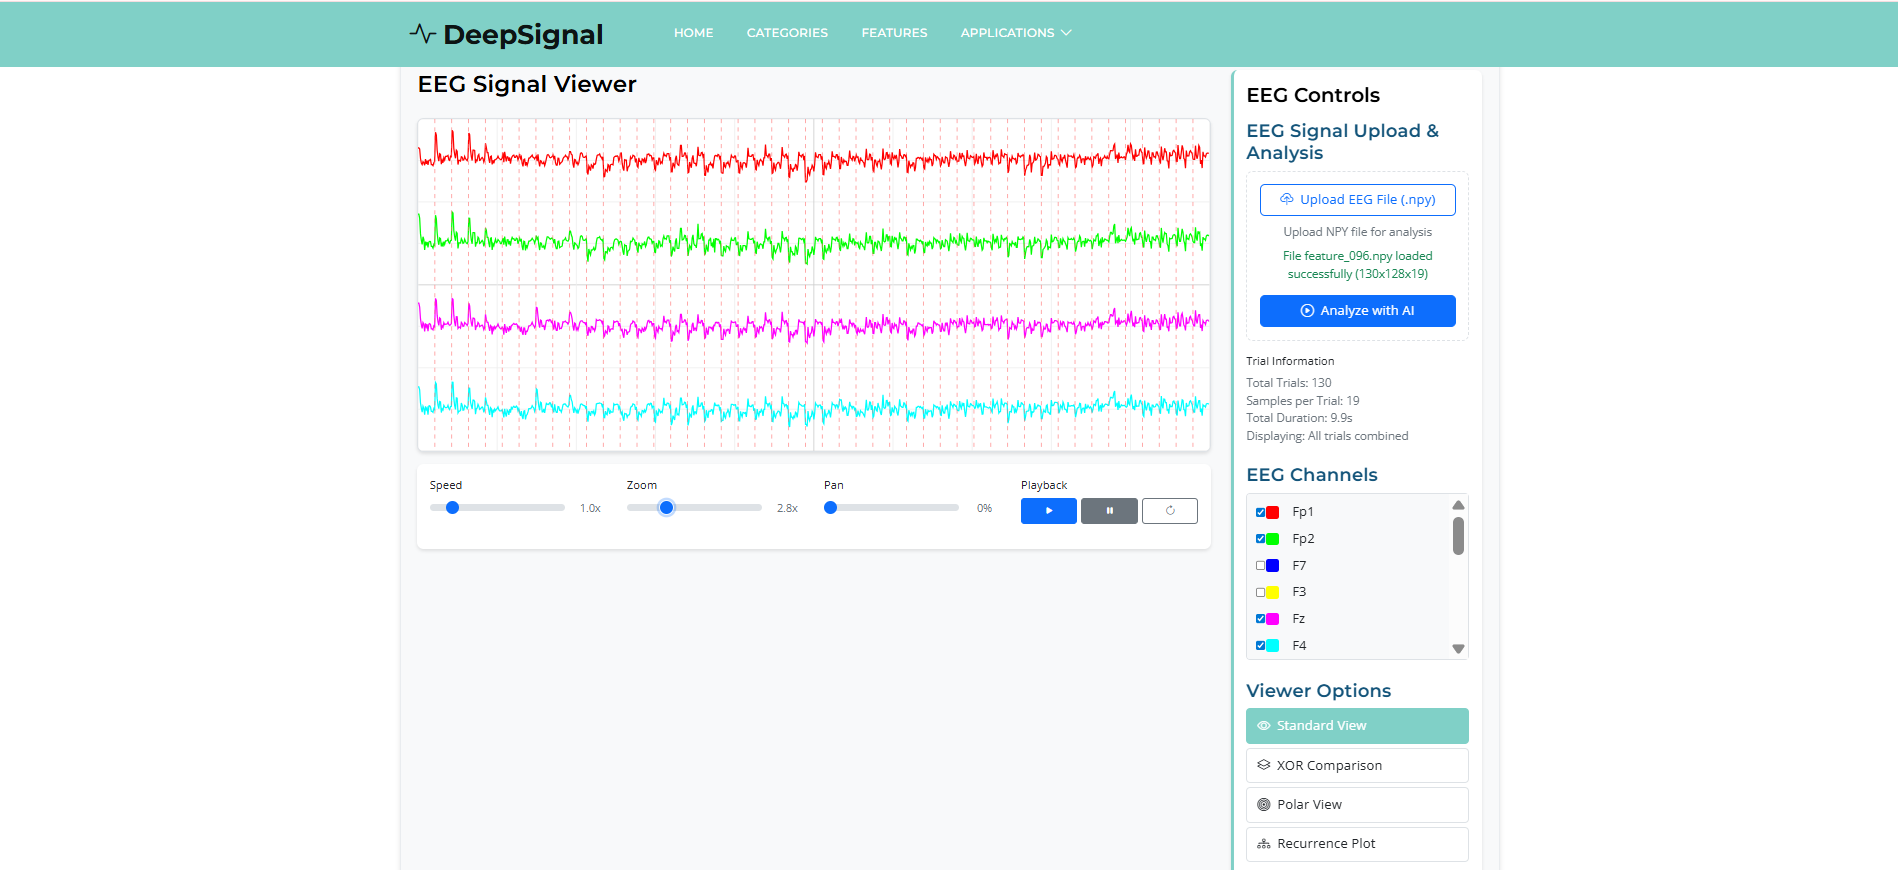 DeepSignal
HOME
CATEGORIES
FEATURES
APPLICATIONS
EEG Signal Viewer
Speed
1.0x
Zoom
2.8x
Pan
0%
Playback
EEG Controls
EEG Signal Upload &
Analysis
Upload EEG File (.npy)
Upload NPY file for analysis
File feature_096.npy loaded
successfully (130x128x19)
Analyze with AI
Trial Information
Total Trials: 130
Samples per Trial: 19
Total Duration: 9.9s
Displaying: All trials combined
EEG Channels
Fp1
Fp2
F7
F3
Fz
F4
Viewer Options
Standard View
XOR Comparison
Polar View
Recurrence Plot